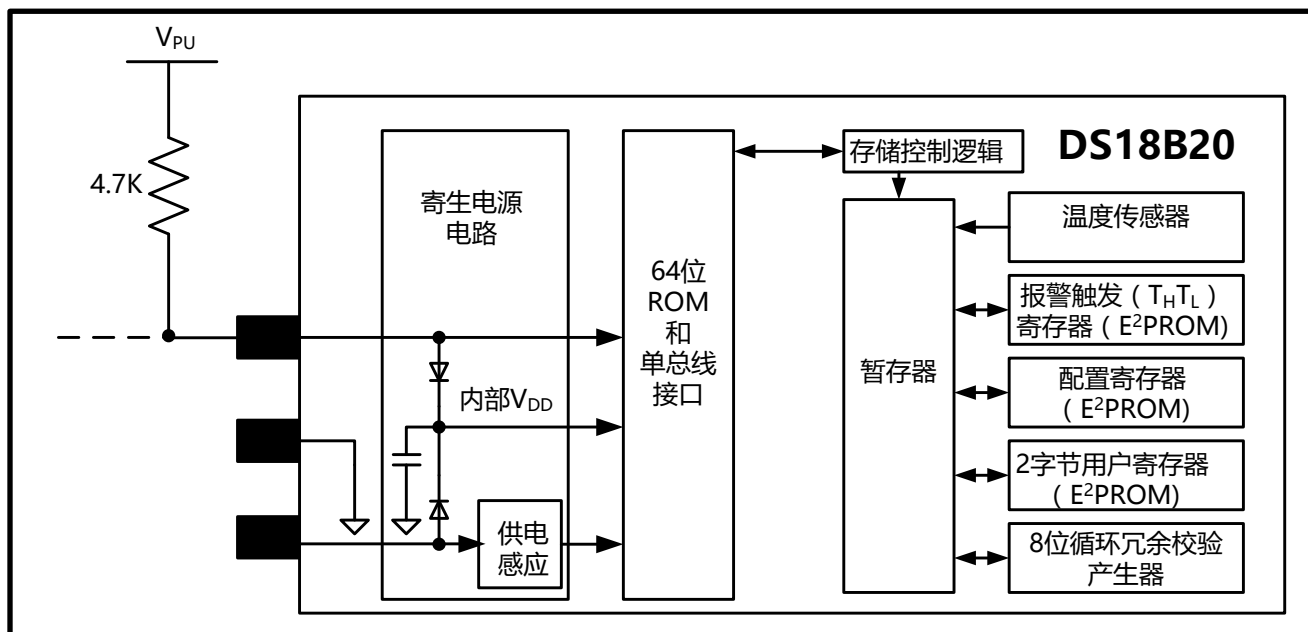 V_PU
4.7K
DS18B20
寄生电源
电路
内部V_DD
供电
感应
64位
ROM
和
单总线
接口
存储控制逻辑
暂存器
温度传感器
报警触发（T_HT_L）
寄存器（E²PROM)
配置寄存器
（E²PROM)
2字节用户寄存器
（E²PROM)
8位循环冗余校验
产生器